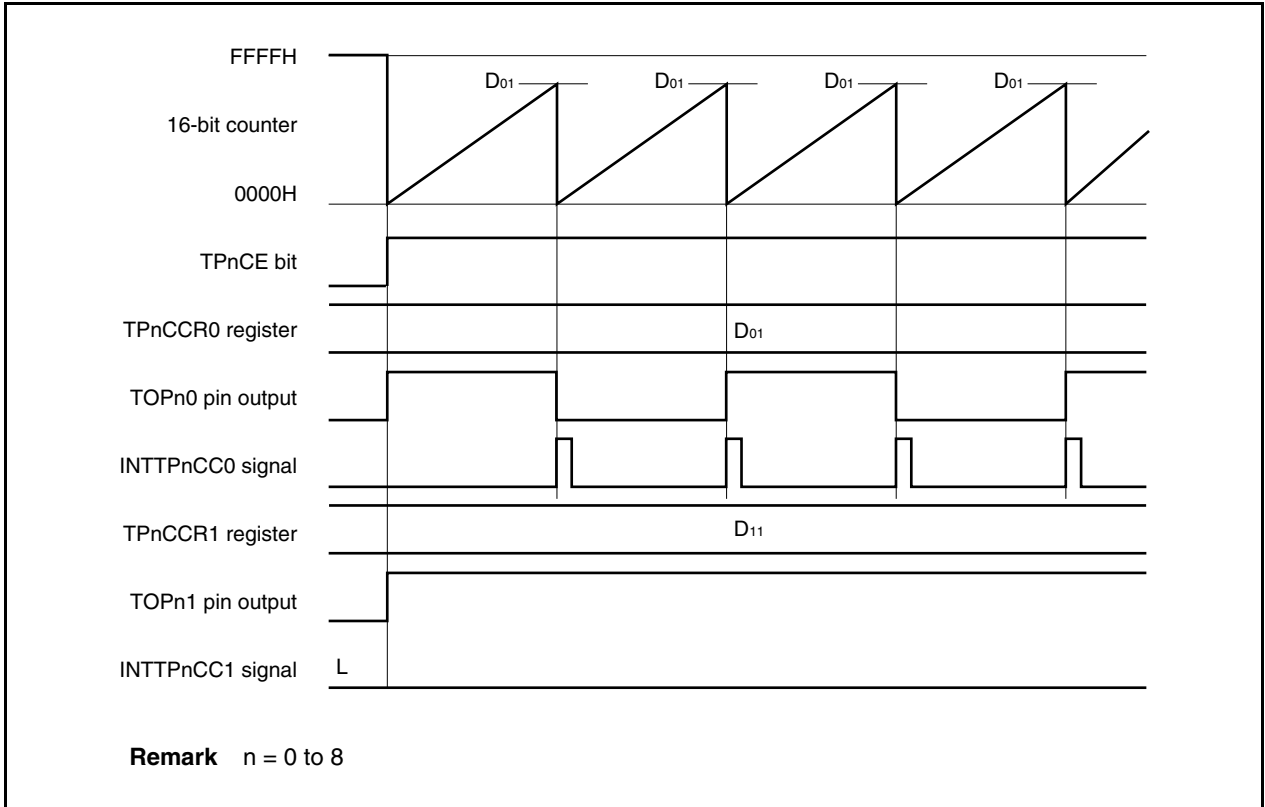 FFFFH
D01 D01 D01 D01
16-bit counter
0000H
TPnCE bit
TPnCCR0 register D01
TOPn0 pin output
INTTPnCC0 signal
TPnCCR1 register D11
TOPn1 pin output
INTTPnCC1 signal L
Remark n = 0 to 8